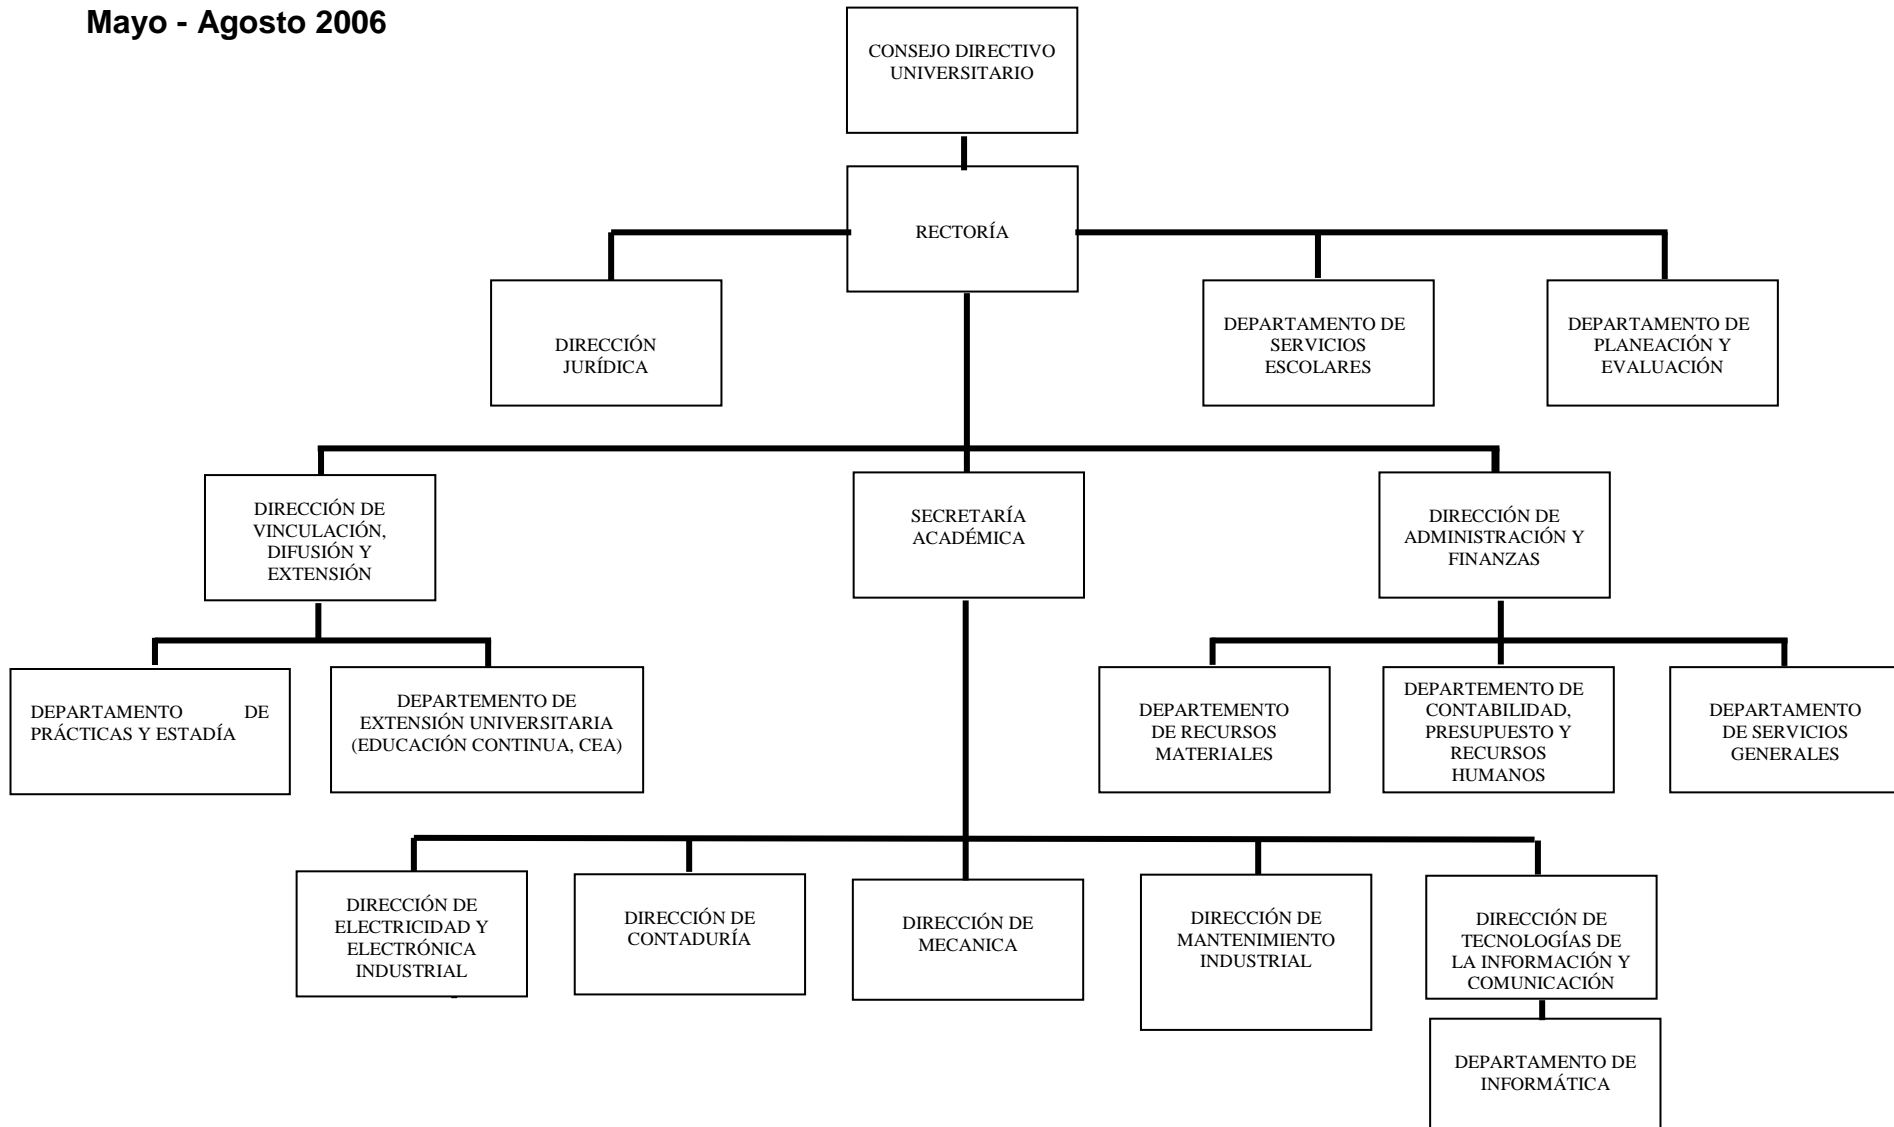 Mayo - Agosto 2006
CONSEJO DIRECTIVO
UNIVERSITARIO
RECTORÍA
DIRECCIÓN
JURÍDICA
DEPARTAMENTO DE
SERVICIOS
ESCOLARES
DEPARTAMENTO DE
PLANEACIÓN Y
EVALUACIÓN
DIRECCIÓN DE
VINCULACIÓN,
DIFUSIÓN Y
EXTENSIÓN
SECRETARÍA
ACADÉMICA
DIRECCIÓN DE
ADMINISTRACIÓN Y
FINANZAS
DEPARTAMENTO DE
PRÁCTICAS Y ESTADÍA
DEPARTEMENTO DE
EXTENSIÓN UNIVERSITARIA
(EDUCACIÓN CONTINUA, CEA)
DEPARTEMENTO
DE RECURSOS
MATERIALES
DEPARTEMENTO DE
CONTABILIDAD,
PRESUPUESTO Y
RECURSOS
HUMANOS
DEPARTAMENTO
DE SERVICIOS
GENERALES
DIRECCIÓN DE
ELECTRICIDAD Y
ELECTRÓNICA
INDUSTRIAL
DIRECCIÓN DE
CONTADURÍA
DIRECCIÓN DE
MECANICA
DIRECCIÓN DE
MANTENIMIENTO
INDUSTRIAL
DIRECCIÓN DE
TECNOLOGÍAS DE
LA INFORMACIÓN Y
COMUNICACIÓN
DEPARTAMENTO DE
INFORMÁTICA